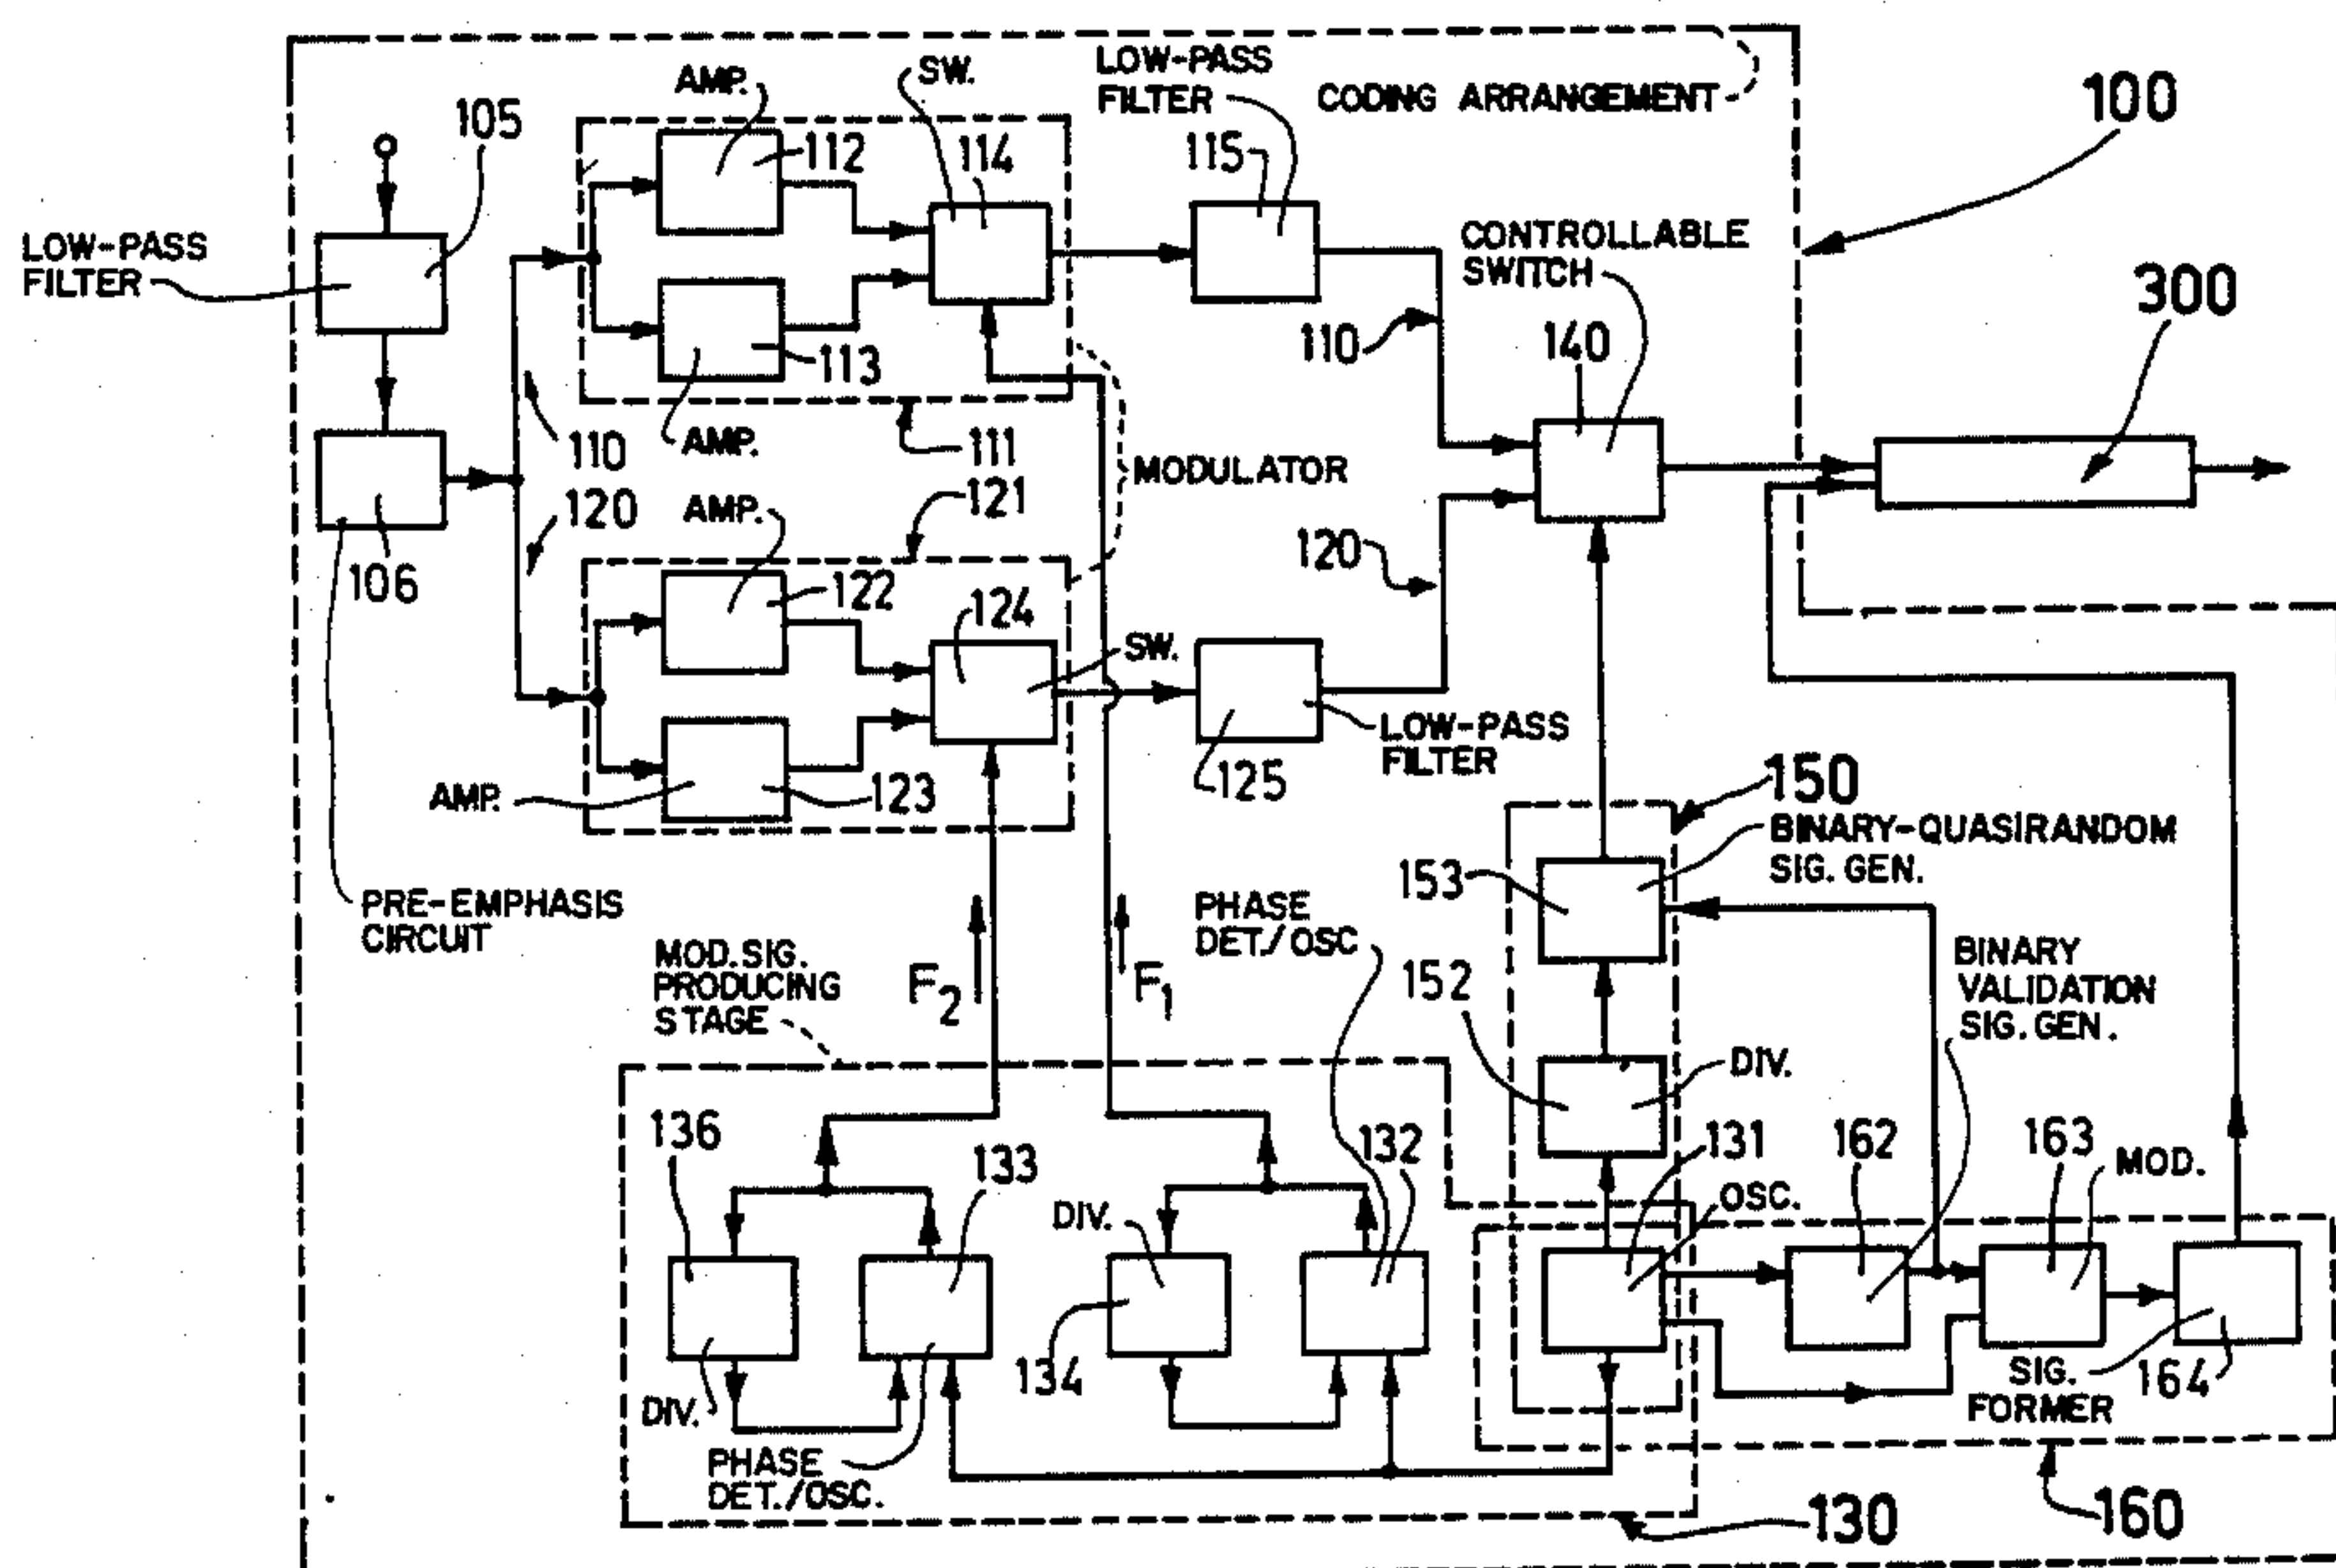 AMP.
SW.
LOW-PASS
FILTER
CODING ARRANGEMENT
100
105
112
114
115
LOW-PASS
FILTER
CONTROLLABLE
SWITCH
300
113
110
140
AMP.
110
111
MODULATOR
121
120
AMP.
120
106
122
124
SW.
LOW-PASS
FILTER
125
AMP.
123
150
BINARY-QUASIRANDOM
SIG. GEN.
153
PRE-EMPHASIS
CIRCUIT
PHASE
DET./OSC
MOD. SIG.
PRODUCING
STAGE
F2
F1
152
BINARY
VALIDATION
SIG. GEN.
DIV.
136
133
132
131
162
163
MOD.
OSC.
DIV.
134
SIG.
FORMER
164
DIV.
PHASE
DET./OSC.
130
160